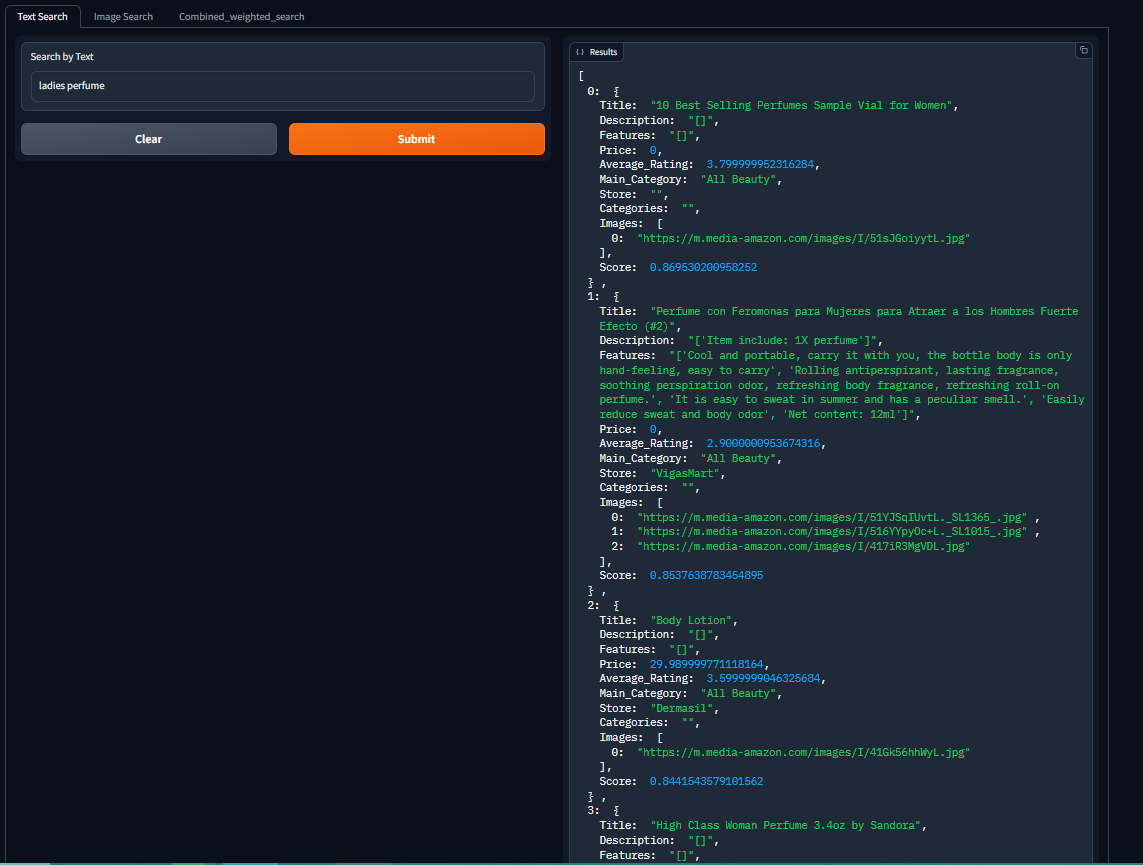 Text Search Image Search Combined_weighted_search
Search by Text
ladies perfume
Clear Submit
Results
[
0: {
Title: "10 Best Selling Perfumes Sample Vial for Women",
Description: "[]",
Features: "[]",
Price: 0,
Average_Rating: 3.799999952316284,
Main_Category: "All Beauty",
Store: "",
Categories: "",
Images: [
0: "https://m.media-amazon.com/images/I/51sJGoiyytL.jpg"
],
Score: 0.869530200958252
} ,
1: {
Title: "Perfume con Feromonas para Mujeres para Atraer a los Hombres Fuerte
Efecto (#2)",
Description: "['Item include: 1X perfume']",
Features: "['Cool and portable, carry it with you, the bottle body is only
hand-feeling, easy to carry', 'Rolling antiperspirant, lasting fragrance,
soothing perspiration odor, refreshing body fragrance, refreshing roll-on
perfume.', 'It is easy to sweat in summer and has a peculiar smell.', 'Easily
reduce sweat and body odor', 'Net content: 12ml']",
Price: 0,
Average_Rating: 2.9000000953674316,
Main_Category: "All Beauty",
Store: "VigasMart",
Categories: "",
Images: [
0: "https://m.media-amazon.com/images/I/51YJSqIUvtL._SL1365_.jpg" ,
1: "https://m.media-amazon.com/images/I/516YYpyOc+L._SL1015_.jpg" ,
2: "https://m.media-amazon.com/images/I/417iR3MgVDL.jpg"
],
Score: 0.8537638783454895
} ,
2: {
Title: "Body Lotion",
Description: "[]",
Features: "[]",
Price: 29.989999771118164,
Average_Rating: 3.5999999046325684,
Main_Category: "All Beauty",
Store: "Dermasil",
Categories: "",
Images: [
0: "https://m.media-amazon.com/images/I/41Gk56hhWyL.jpg"
],
Score: 0.8441543579101562
} ,
3: {
Title: "High Class Woman Perfume 3.4oz by Sandora",
Description: "[]",
Features: "[]",